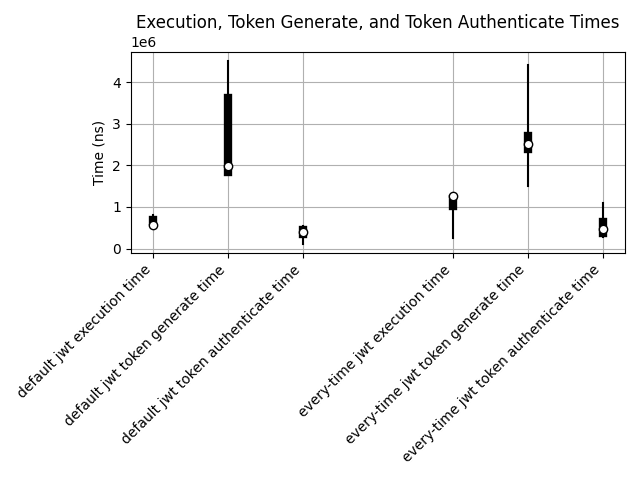 Execution, Token Generate, and Token Authenticate Times
1e6
Time (ns)
4
3
2
1
0
default jwt execution time
default jwt token generate time
default jwt token authenticate time
every-time jwt execution time
every-time jwt token generate time
every-time jwt token authenticate time